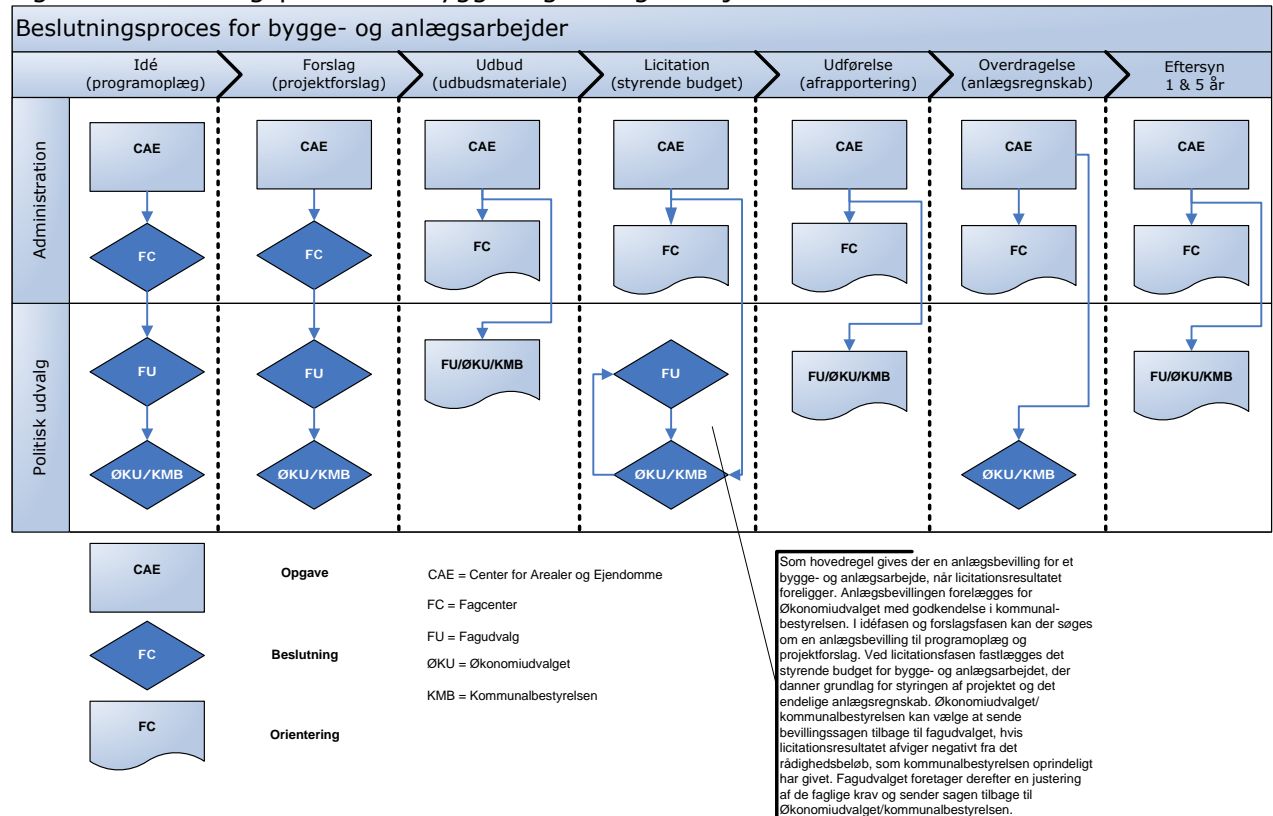 Beslutningsproces for bygge- og anlægsarbejder
Idé
(programoplæg)
Forslag
(projektforslag)
Udbud
(udbudsmateriale)
Licitation
(styrende budget)
Udførelse
(afrapportering)
Overdragelse
(anlægsregnskab)
Eftersyn
1 & 5 år
Administration
CAE
CAE
CAE
CAE
CAE
CAE
CAE
FC
FC
FC
FC
FC
FC
FC
Politisk udvalg
FU
FU
FU/ØKU/KMB
FU
FU/ØKU/KMB
FU/ØKU/KMB
ØKU/KMB
ØKU/KMB
ØKU/KMB
ØKU/KMB
CAE
Opgave
FC
Beslutning
FC
Orientering
CAE = Center for Arealer og Ejendomme
FC = Fagcenter
FU = Fagudvalg
ØKU = Økonomiudvalget
KMB = Kommunalbestyrelsen
Som hovedregel gives der en anlægsbevilling for et
bygge- og anlægsarbejde, når licitationsresultatet
foreligger. Anlægsbevillingen forelægges for
Økonomiudvalget med godkendelse i kommunal-
bestyrelsen. I idéfasen og forslagsfasen kan der søges
om en anlægsbevilling til programoplæg og
projektforslag. Ved licitationsfasen fastlægges det
styrende budget for bygge- og anlægsarbejdet, der
danner grundlag for styringen af projektet og det
endelige anlægsregnskab. Økonomiudvalget/
kommunalbestyrelsen kan vælge at sende
bevillingssagen tilbage til fagudvalget, hvis
licitationsresultatet afviger negativt fra det
rådighedsbeløb, som kommunalbestyrelsen oprindeligt
har givet. Fagudvalget foretager derefter en justering
af de faglige krav og sender sagen tilbage til
Økonomiudvalget/kommunalbestyrelsen.